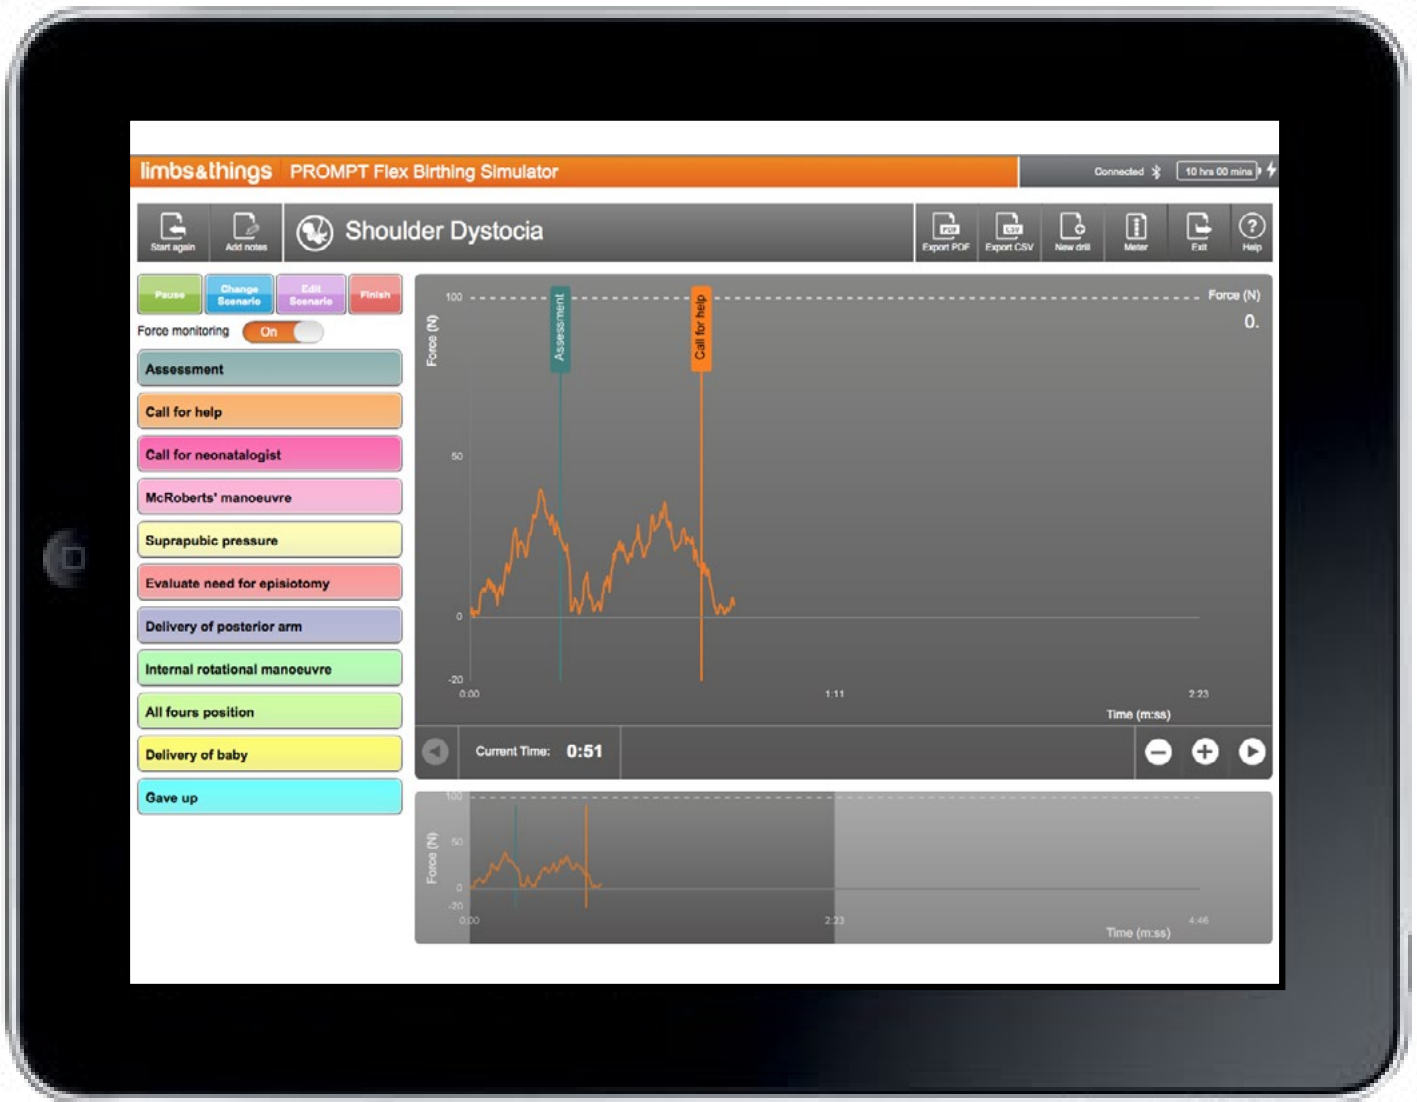 limbs&things PROMPT Flex Birthing Simulator
Connected 10 hrs 00 mins
Start again
Add notes
Shoulder Dystocia
PDF
Export PDF
CSV
Export CSV
New drill
Meter
Exit
?
Help
Pause
Change
Scenario
Edit
Scenario
Finish
Force monitoring On
Assessment
Call for help
Call for neonatalogist
McRoberts' manoeuvre
Suprapubic pressure
Evaluate need for episiotomy
Delivery of posterior arm
Internal rotational manoeuvre
All fours position
Delivery of baby
Gave up
Force (N)
100
50
0
-20
Assessment
Call for help
Force (N)
0.
0:00 1:11 2:23
Time (m:ss)
Current Time: 0:51
Force (N)
100
50
0
-20
0:00 2:23 4:46
Time (m:ss)